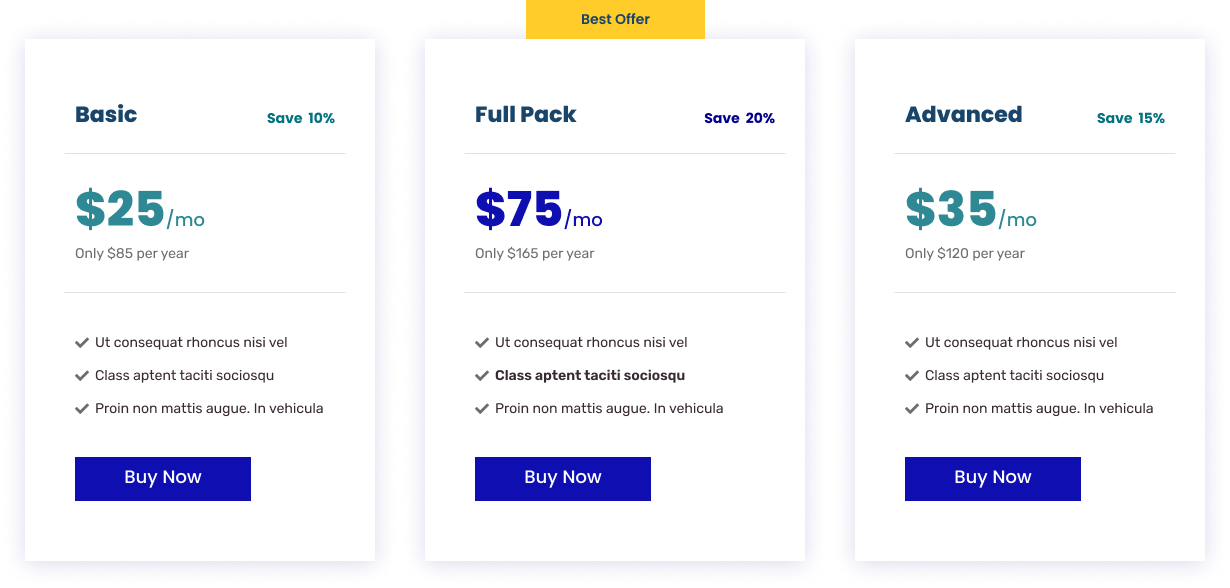 Best Offer
Basic
Save 10%
$25/mo
Only $85 per year
Ut consequat rhoncus nisi vel
Class aptent taciti sociosqu
Proin non mattis augue. In vehicula
Buy Now
Full Pack
Save 20%
$75/mo
Only $165 per year
Ut consequat rhoncus nisi vel
Class aptent taciti sociosqu
Proin non mattis augue. In vehicula
Buy Now
Advanced
Save 15%
$35/mo
Only $120 per year
Ut consequat rhoncus nisi vel
Class aptent taciti sociosqu
Proin non mattis augue. In vehicula
Buy Now